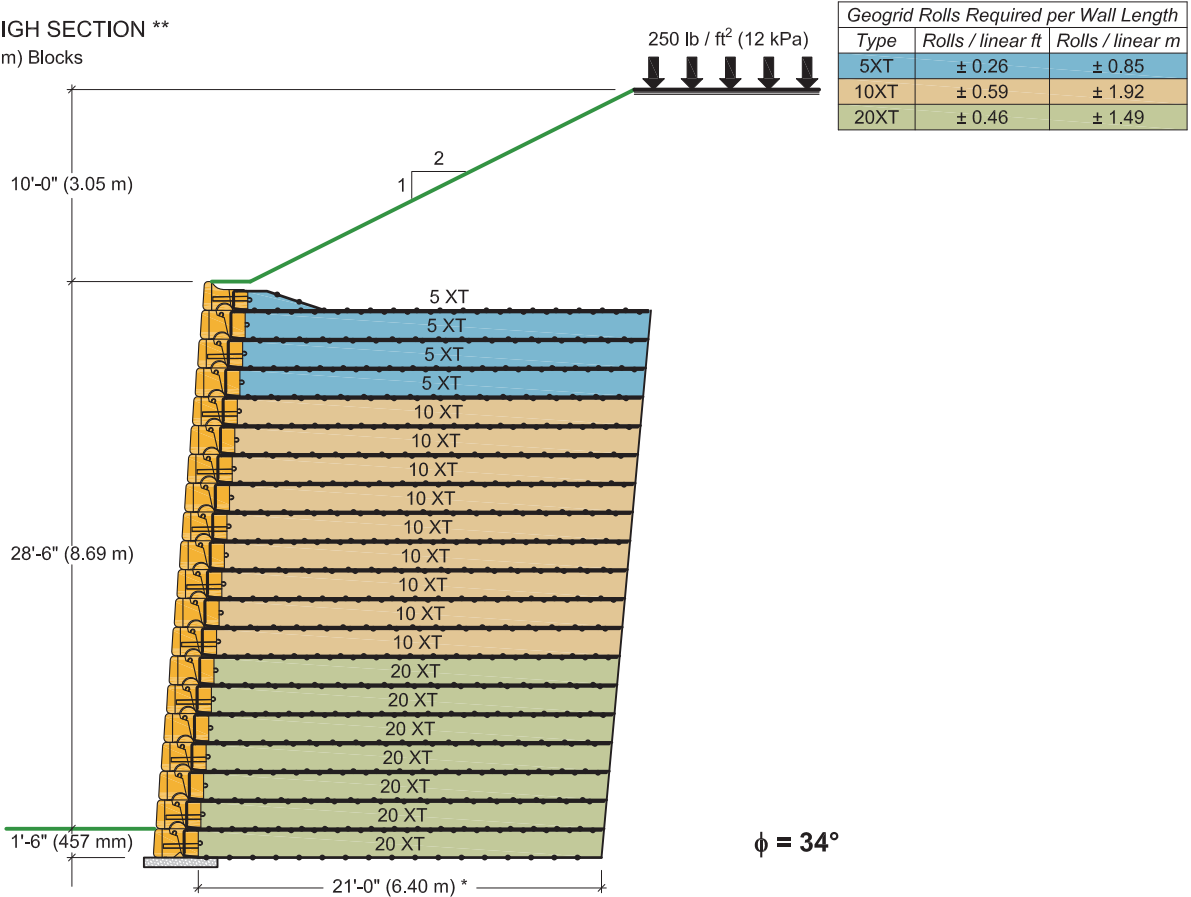 IGH SECTION **
m) Blocks
250 lb / ft² (12 kPa)
Geogrid Rolls Required per Wall Length
Type Rolls / linear ft Rolls / linear m
5XT ± 0.26 ± 0.85
10XT ± 0.59 ± 1.92
20XT ± 0.46 ± 1.49
2
1
10'-0" (3.05 m)
5 XT
5 XT
5 XT
5 XT
10 XT
10 XT
10 XT
10 XT
10 XT
10 XT
10 XT
10 XT
10 XT
28'-6" (8.69 m)
20 XT
20 XT
20 XT
20 XT
20 XT
20 XT
20 XT
1'-6" (457 mm)
ϕ = 34°
21'-0" (6.40 m) *